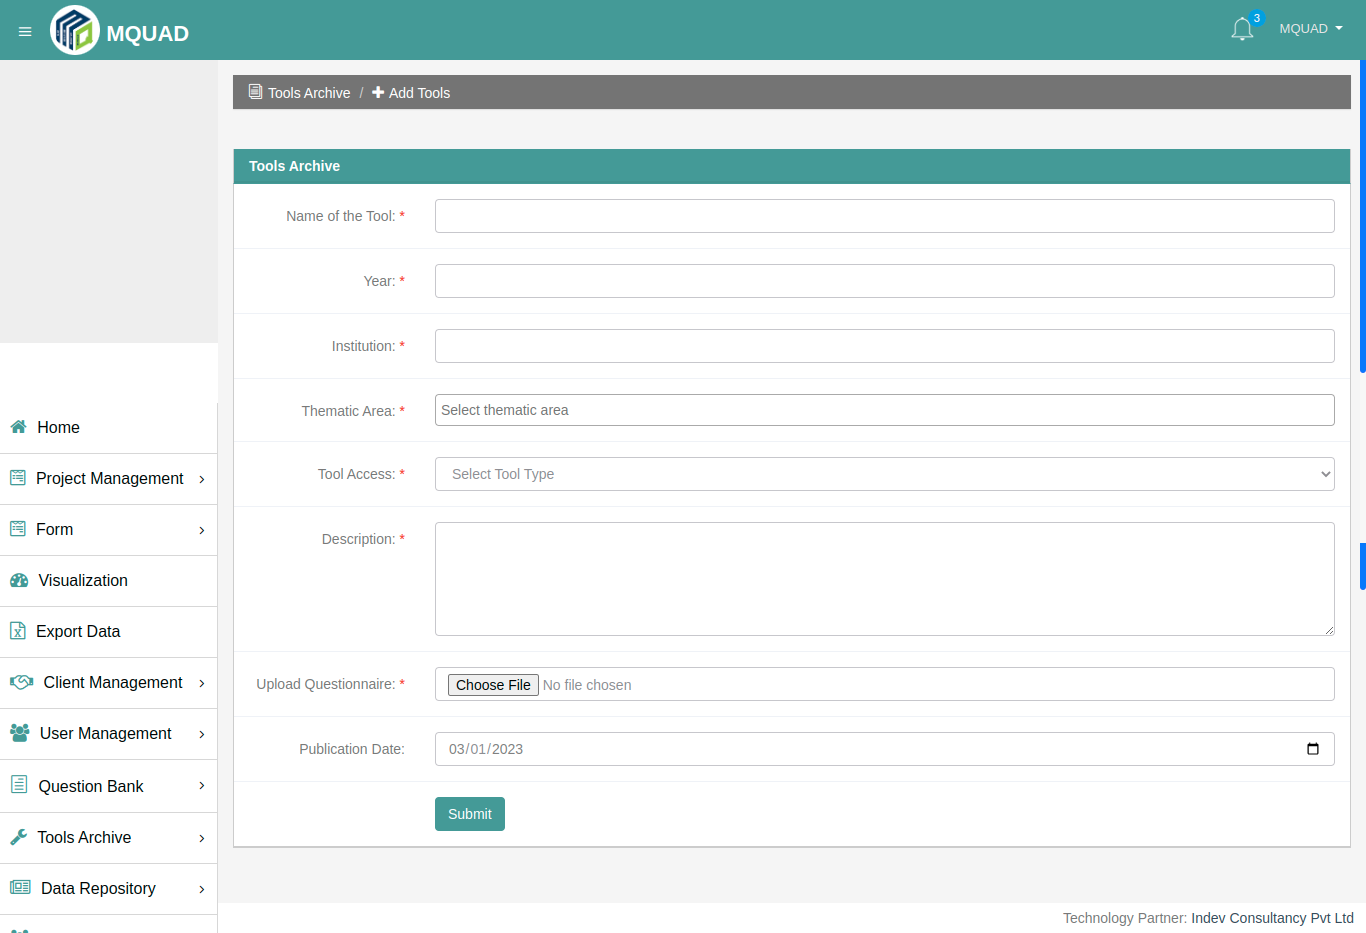 MQUAD
3
MQUAD
Tools Archive / Add Tools
Tools Archive
Name of the Tool: *
Year: *
Institution: *
Thematic Area: *
Select thematic area
Tool Access: *
Select Tool Type
Description: *
Upload Questionnaire: *
Choose File No file chosen
Publication Date:
03/01/2023
Submit
Home
Project Management
Form
Visualization
Export Data
Client Management
User Management
Question Bank
Tools Archive
Data Repository
Technology Partner: Indev Consultancy Pvt Ltd